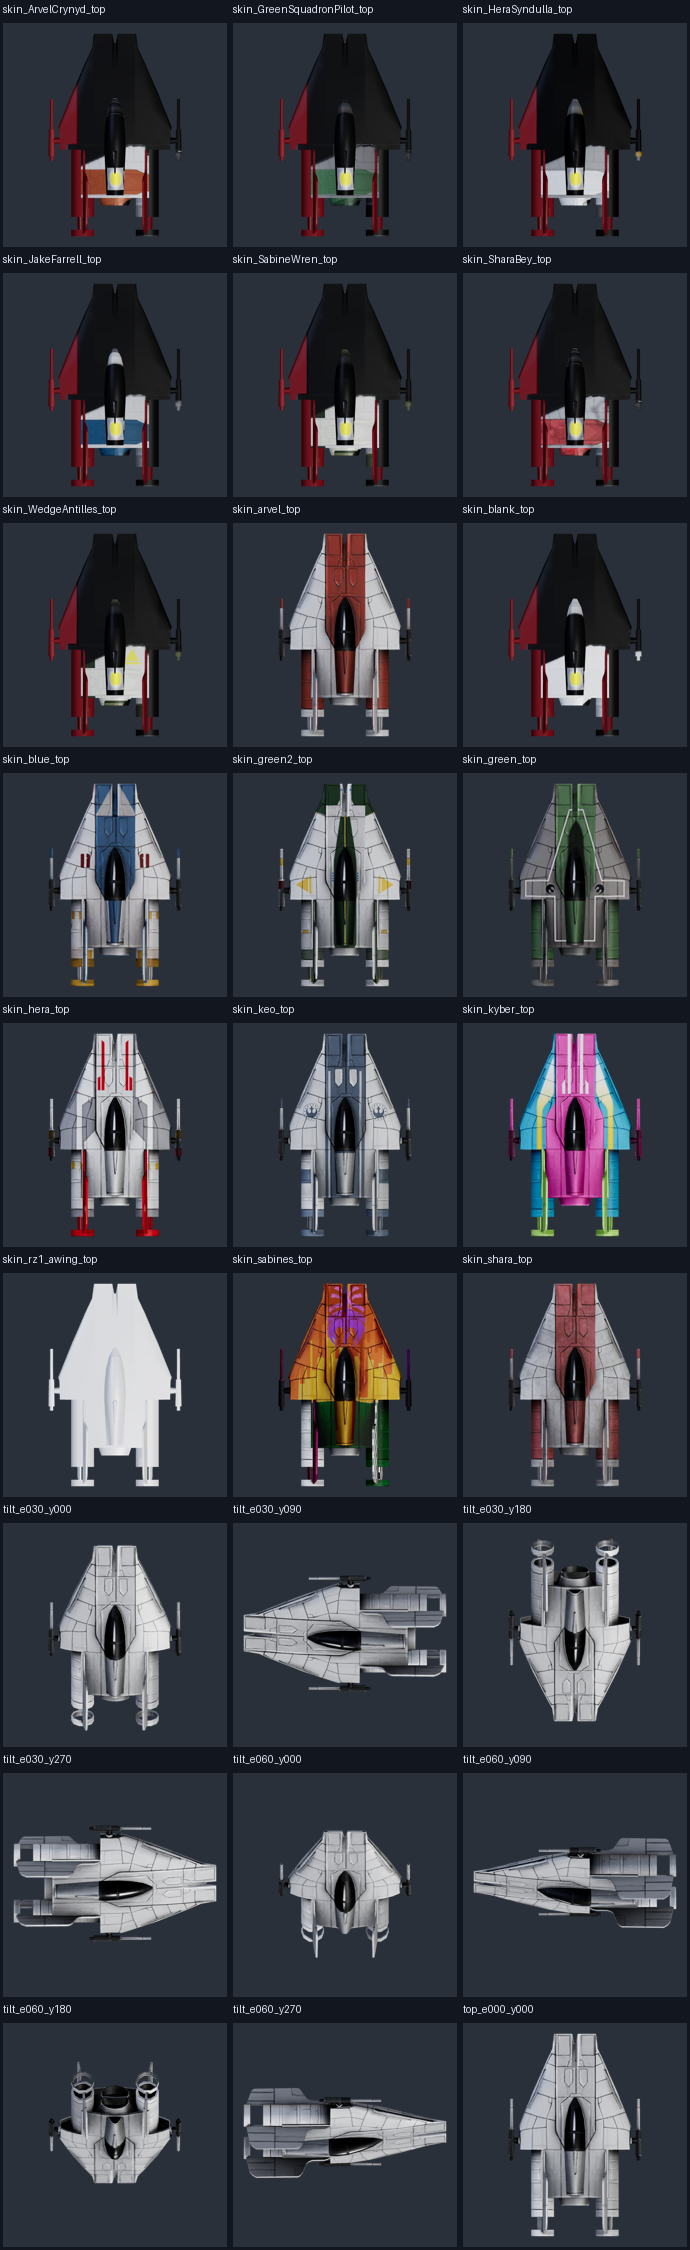 skin_ArvelCrynyd_top
skin_GreenSquadronPilot_top
skin_HeraSyndulla_top
skin_JakeFarrell_top
skin_SabineWren_top
skin_SharaBey_top
skin_WedgeAntilles_top
skin_arvel_top
skin_blank_top
skin_blue_top
skin_green2_top
skin_green_top
skin_hera_top
skin_keo_top
skin_kyber_top
skin_rz1_awing_top
skin_sabines_top
skin_shara_top
tilt_e030_y000
tilt_e030_y090
tilt_e030_y180
tilt_e030_y270
tilt_e060_y000
tilt_e060_y090
tilt_e060_y180
tilt_e060_y270
top_e000_y000